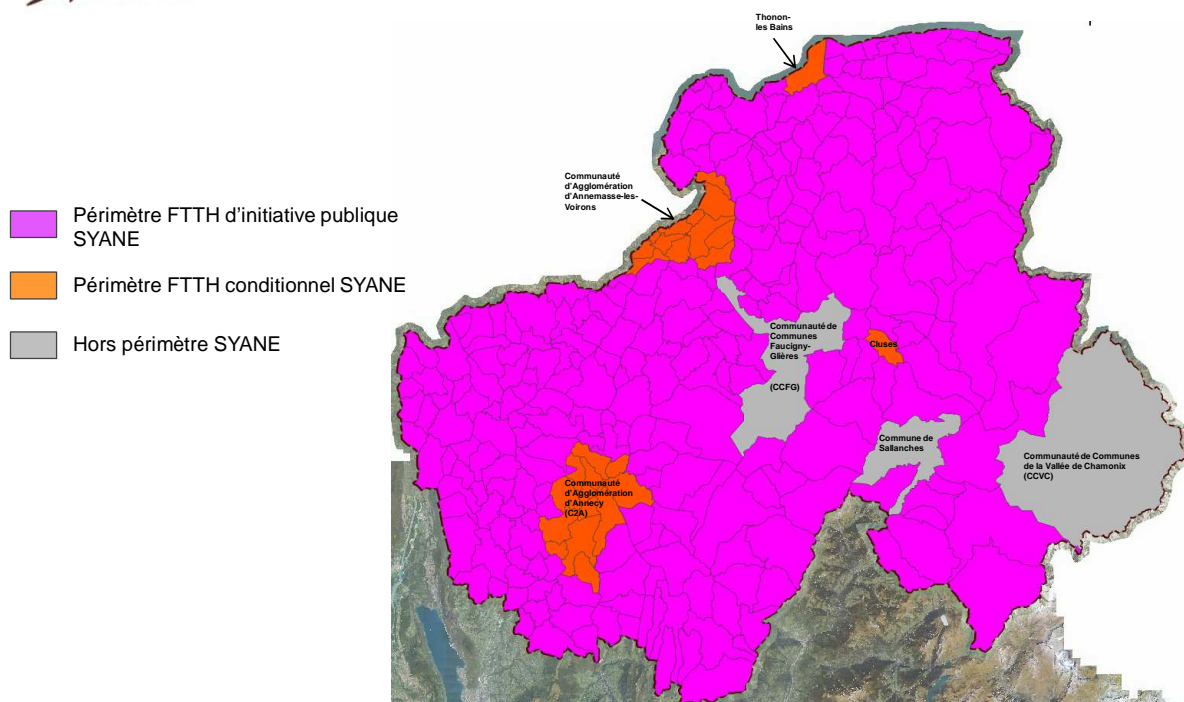 Thonon-
les Bains
Communauté
d'Agglomération
d'Annemasse-les-
Voirons
Périmètre FTTH d'initiative publique
SYANE
Périmètre FTTH conditionnel SYANE
Hors périmètre SYANE
Communauté de
Communes
Faucigny-
Glières
(CCFG)
Cluses
Commune de
Sallanches
Communauté de Communes
de la Vallée de Chamonix
(CCVC)
Communauté
d'Agglomération
d'Annecy
(C2A)